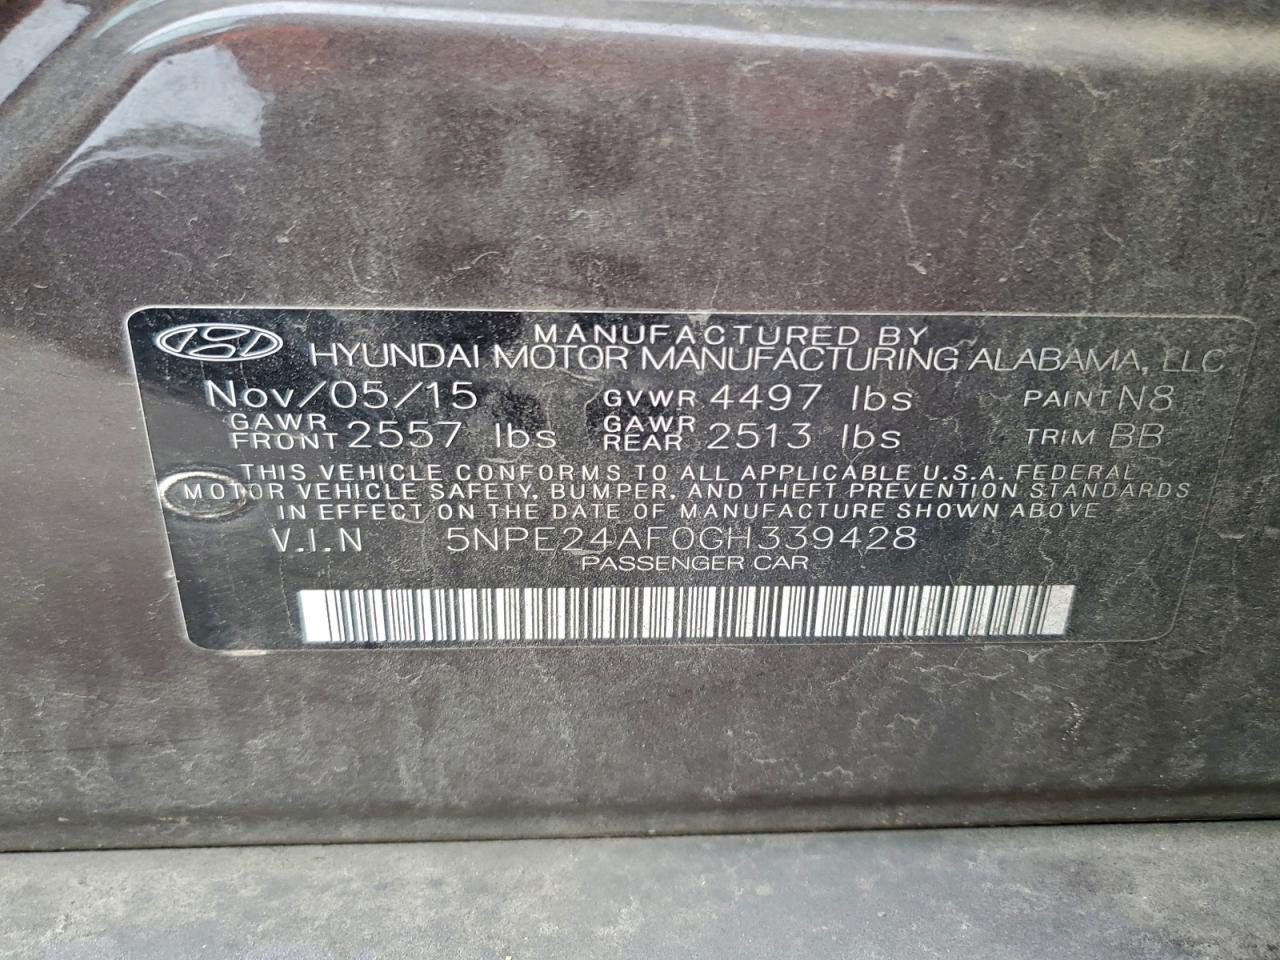 MANUFACTURED BY
HYUNDAI MOTOR MANUFACTURING ALABAMA, LLC
Nov/05/15 GVWR 4497 lbs PAINT N8
GAWR FRONT 2557 lbs GAWR REAR 2513 lbs TRIM BB
THIS VEHICLE CONFORMS TO ALL APPLICABLE U.S.A. FEDERAL
MOTOR VEHICLE SAFETY, BUMPER, AND THEFT PREVENTION STANDARDS
IN EFFECT ON THE DATE OF MANUFACTURE SHOWN ABOVE
V.I.N 5NPE24AF0GH339428
PASSENGER CAR